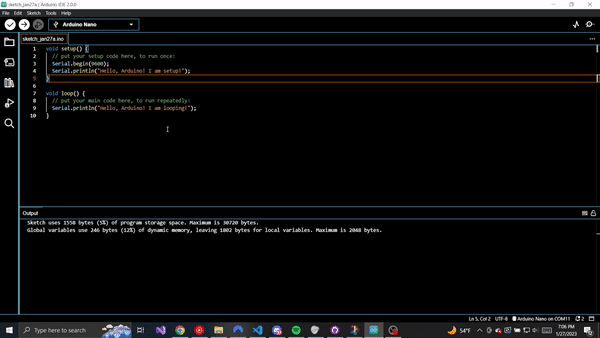 sketch_jan27a | Arduino IDE 2.0.0
File Edit Sketch Tools Help
Arduino Nano
sketch_jan27a.ino
1 void setup() {
2 // put your setup code here, to run once:
3 Serial.begin(9600);
4 Serial.println("Hello, Arduino! I am setup!");
5 }
6
7 void loop() {
8 // put your main code here, to run repeatedly:
9 Serial.println("Hello, Arduino! I am looping!");
10 }
Output
Sketch uses 1558 bytes (5%) of program storage space. Maximum is 30720 bytes.
Global variables use 246 bytes (12%) of dynamic memory, leaving 1802 bytes for local variables. Maximum is 2048 bytes.
Ln 5, Col 2 UTF-8 Arduino Nano on COM11 2
Type here to search
54°F
7:06 PM
1/27/2023